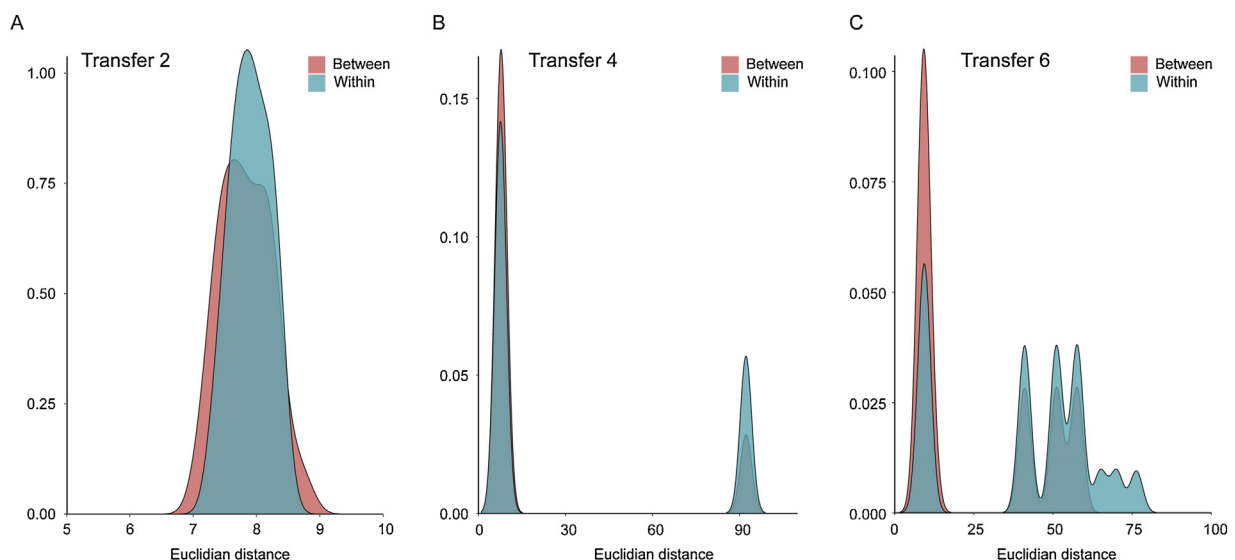 A
Transfer 2
Between
Within
1.00
0.75
0.50
0.25
0.00
5 6 7 8 9 10
Euclidian distance
B
Transfer 4
Between
Within
0.15
0.10
0.05
0.00
0 30 60 90
Euclidian distance
C
Transfer 6
Between
Within
0.100
0.075
0.050
0.025
0.000
0 25 50 75 100
Euclidian distance